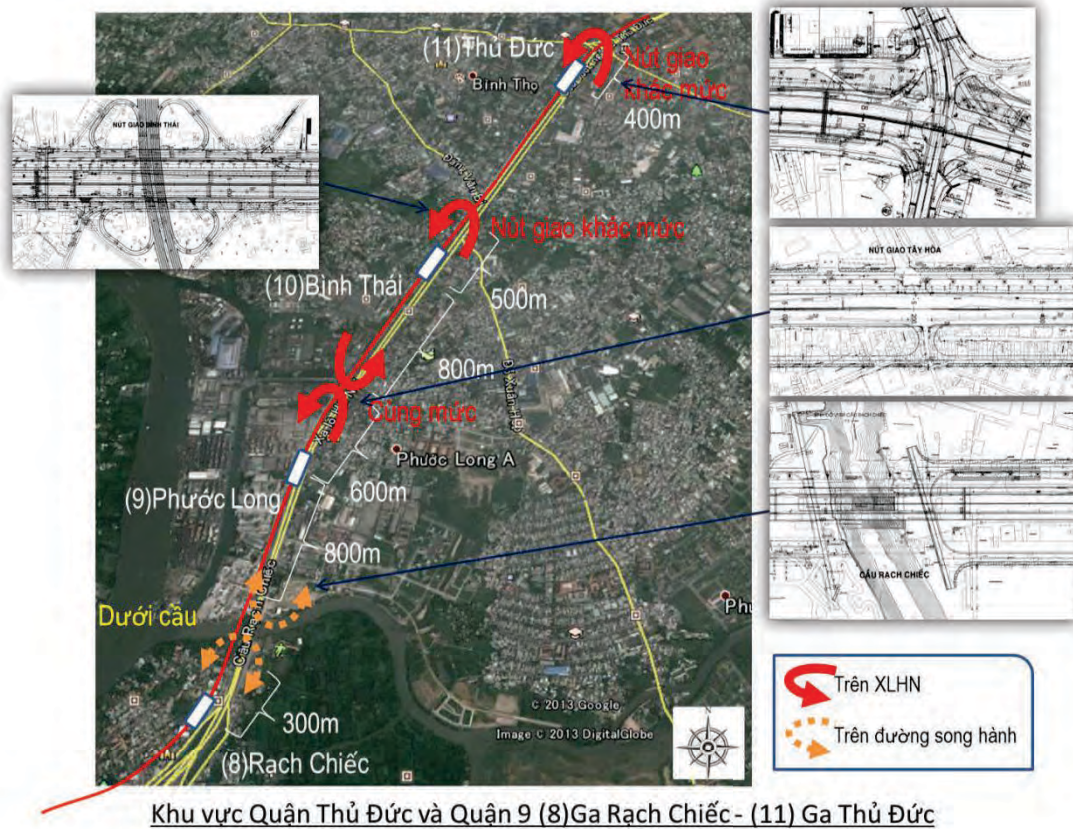 (11)Thủ Đức
Bình Thọ
Nút giao
khác mức
400m
NÚT GIAO BÌNH THÁI
Nút giao khác mức
(10)Bình Thái
500m
NÚT GIAO TÂY HÒA
800m
Cùng mức
Phước Long A
(9)Phước Long
600m
800m
CẦU RẠCH CHIẾC
Dưới cầu
Cầu Rạch Chiếc
300m
(8)Rạch Chiếc
© 2013 Google
Image © 2013 DigitalGlobe
N
Trên XLHN
Trên đường song hành
Khu vực Quận Thủ Đức và Quận 9 (8)Ga Rạch Chiếc - (11) Ga Thủ Đức